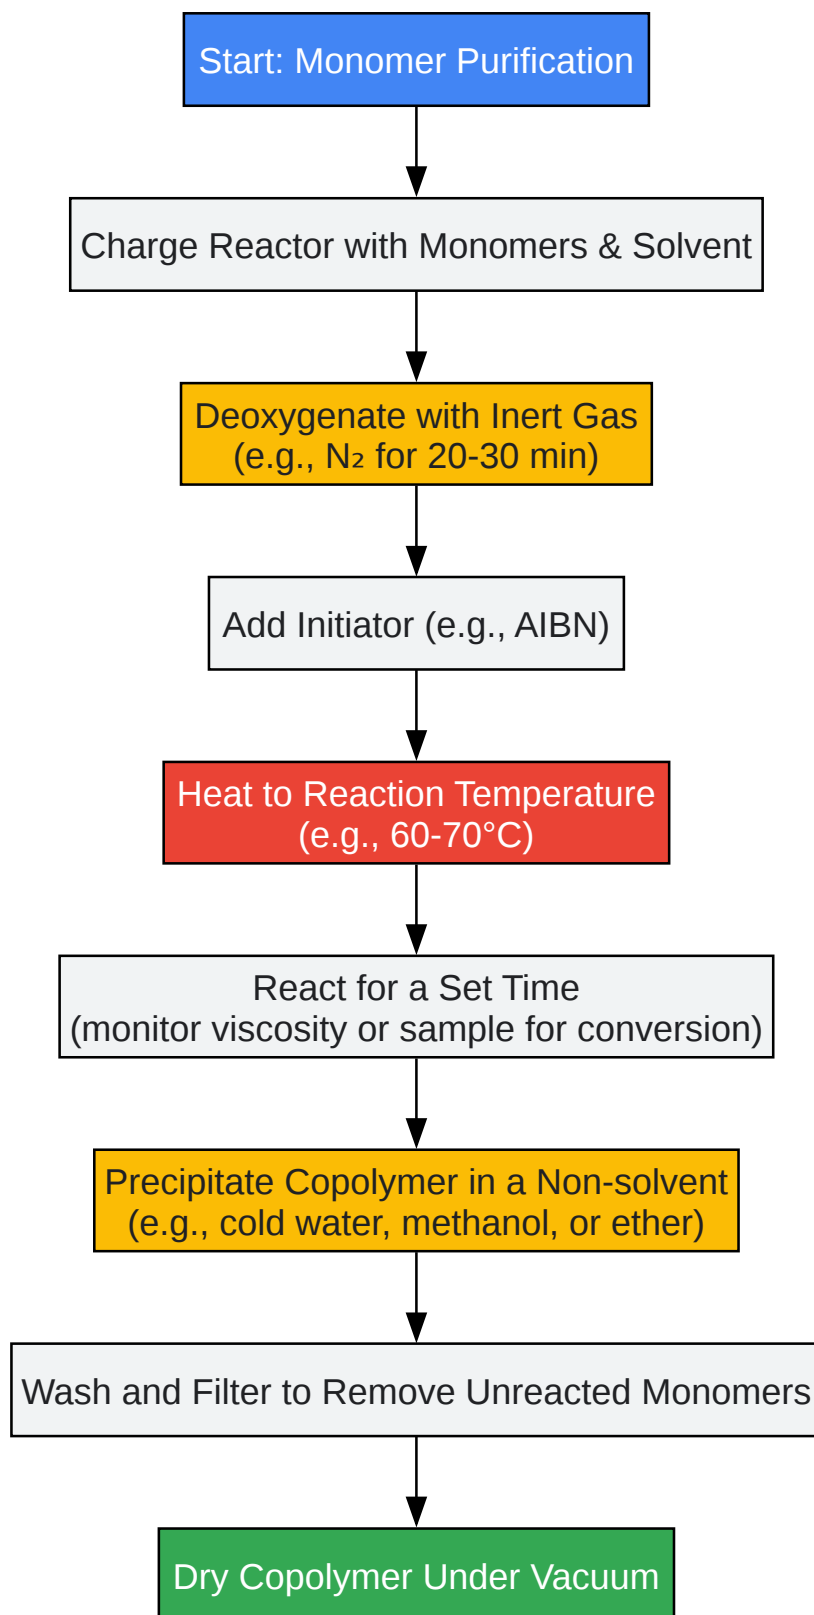 Start: Monomer Purification
Charge Reactor with Monomers & Solvent
Deoxygenate with Inert Gas
(e.g., N₂ for 20-30 min)
Add Initiator (e.g., AIBN)
Heat to Reaction Temperature
(e.g., 60-70°C)
React for a Set Time
(monitor viscosity or sample for conversion)
Precipitate Copolymer in a Non-solvent
(e.g., cold water, methanol, or ether)
Wash and Filter to Remove Unreacted Monomers
Dry Copolymer Under Vacuum